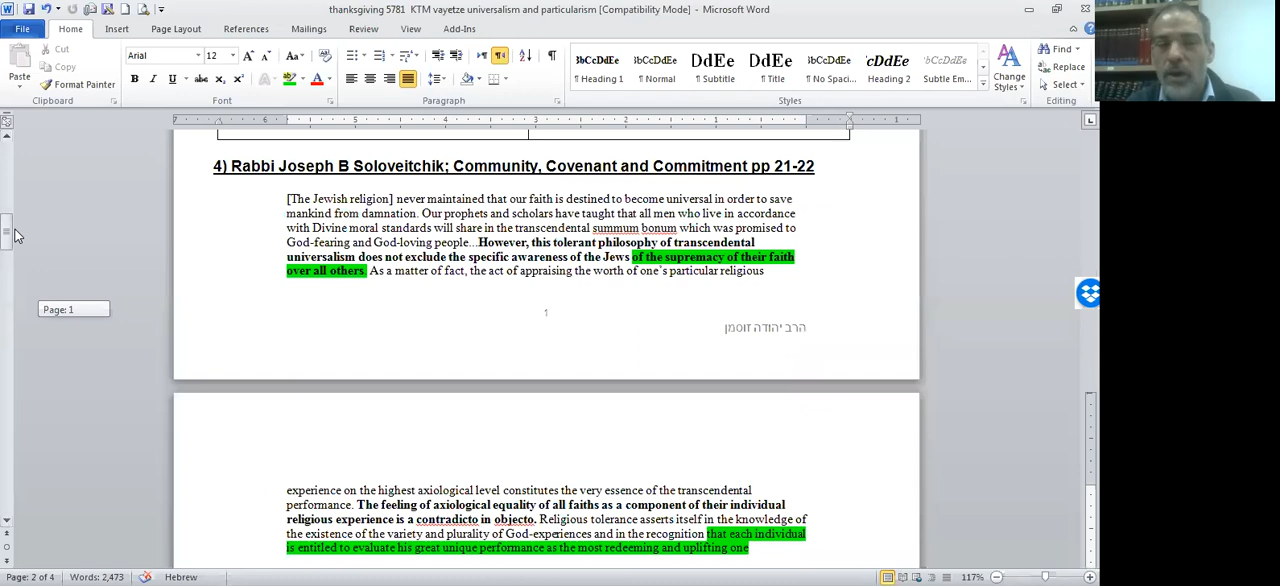 thanksgiving 5781 KTM vayetze universalism and particularism [Compatibility Mode] - Microsoft Word
File Home Insert Page Layout References Mailings Review View Add-Ins
Paste
Cut
Copy
Format Painter
Clipboard
Arial 12
Font
Paragraph
¶ Heading 1 ¶ Normal ¶ Subtitle ¶ Title ¶ No Spaci... Heading 2 Subtle Em...
Styles
Change Styles
Find
Replace
Select
Editing
4) Rabbi Joseph B Soloveitchik; Community, Covenant and Commitment pp 21-22
[The Jewish religion] never maintained that our faith is destined to become universal in order to save
mankind from damnation. Our prophets and scholars have taught that all men who live in accordance
with Divine moral standards will share in the transcendental summum bonum which was promised to
God-fearing and God-loving people...However, this tolerant philosophy of transcendental
universalism does not exclude the specific awareness of the Jews of the supremacy of their faith
over all others. As a matter of fact, the act of appraising the worth of one's particular religious
Page: 1
1
הרב יהודה זוסמן
experience on the highest axiological level constitutes the very essence of the transcendental
performance. The feeling of axiological equality of all faiths as a component of their individual
religious experience is a contradicto in objecto. Religious tolerance asserts itself in the knowledge of
the existence of the variety and plurality of God-experiences and in the recognition that each individual
is entitled to evaluate his great unique performance as the most redeeming and uplifting one
Page: 2 of 4 Words: 2,473 Hebrew 117%